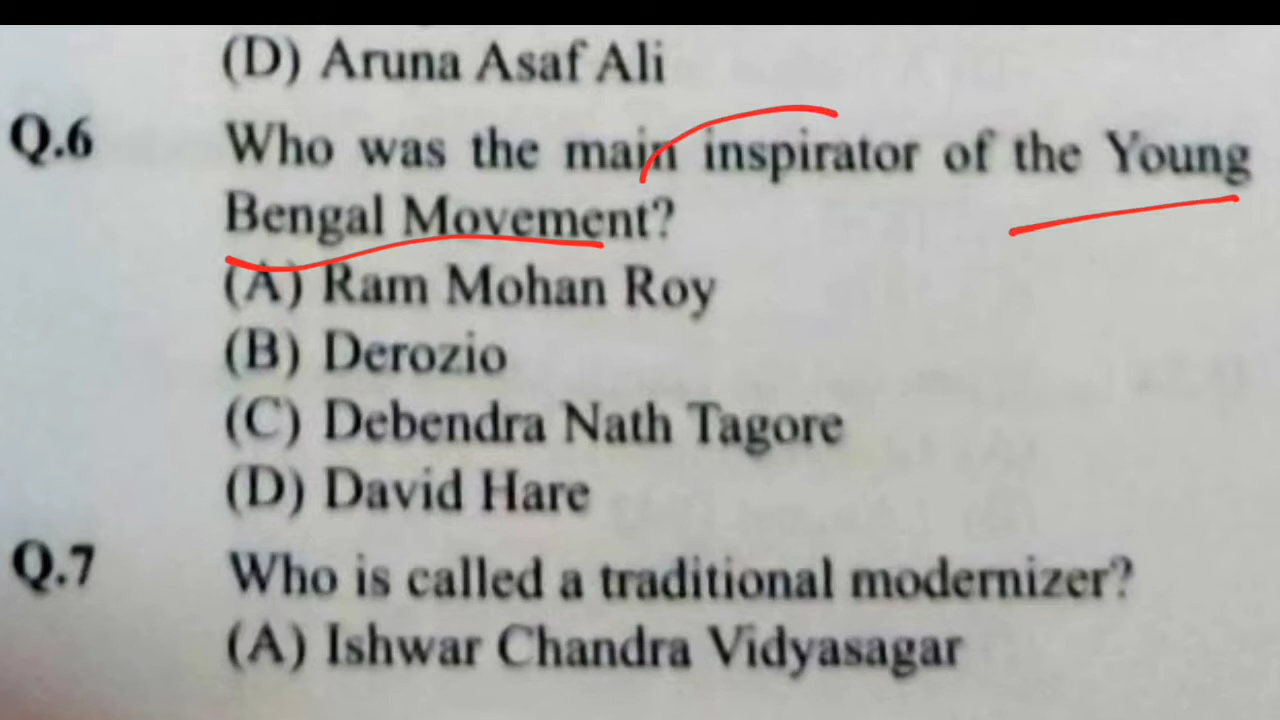 (D) Aruna Asaf Ali
Q.6 Who was the main inspirator of the Young
Bengal Movement?
(A) Ram Mohan Roy
(B) Derozio
(C) Debendra Nath Tagore
(D) David Hare
Q.7 Who is called a traditional modernizer?
(A) Ishwar Chandra Vidyasagar